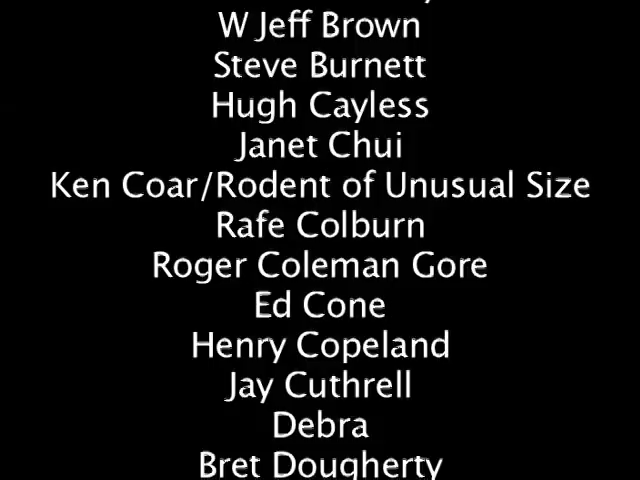 W Jeff Brown
Steve Burnett
Hugh Cayless
Janet Chui
Ken Coar/Rodent of Unusual Size
Rafe Colburn
Roger Coleman Gore
Ed Cone
Henry Copeland
Jay Cuthrell
Debra
Bret Dougherty